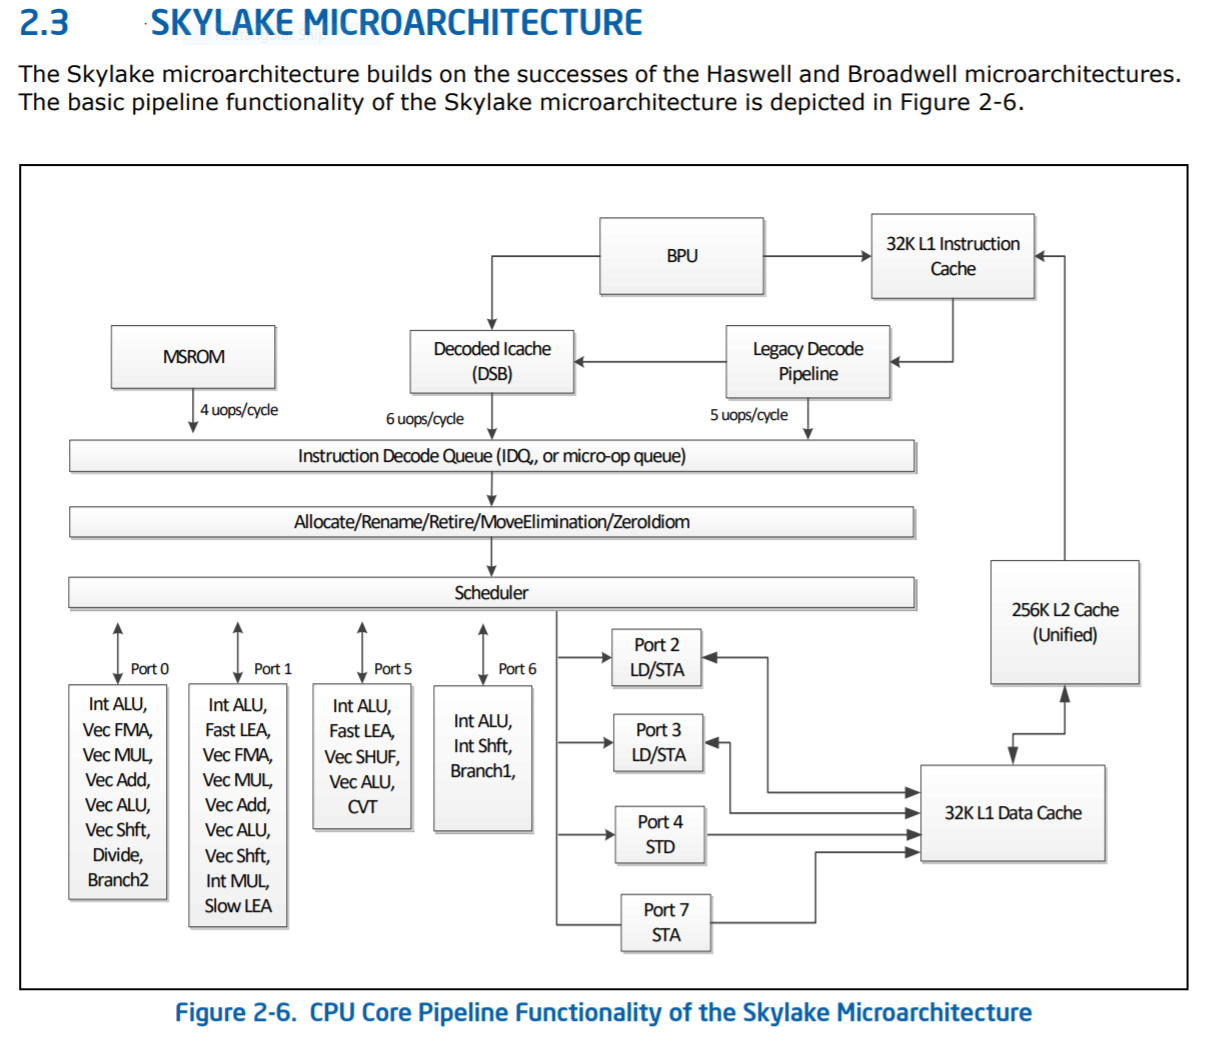 2.3 SKYLAKE MICROARCHITECTURE
The Skylake microarchitecture builds on the successes of the Haswell and Broadwell microarchitectures.
The basic pipeline functionality of the Skylake microarchitecture is depicted in Figure 2-6.
BPU
32K L1 Instruction
Cache
MSROM
Decoded Icache
(DSB)
Legacy Decode
Pipeline
4 uops/cycle
6 uops/cycle
5 uops/cycle
Instruction Decode Queue (IDQ,, or micro-op queue)
Allocate/Rename/Retire/MoveElimination/ZeroIdiom
Scheduler
256K L2 Cache
(Unified)
Port 0
Int ALU,
Vec FMA,
Vec MUL,
Vec Add,
Vec ALU,
Vec Shft,
Divide,
Branch2
Port 1
Int ALU,
Fast LEA,
Vec FMA,
Vec MUL,
Vec Add,
Vec ALU,
Vec Shft,
Int MUL,
Slow LEA
Port 5
Int ALU,
Fast LEA,
Vec SHUF,
Vec ALU,
CVT
Port 6
Int ALU,
Int Shft,
Branch1,
Port 2
LD/STA
Port 3
LD/STA
Port 4
STD
Port 7
STA
32K L1 Data Cache
Figure 2-6. CPU Core Pipeline Functionality of the Skylake Microarchitecture